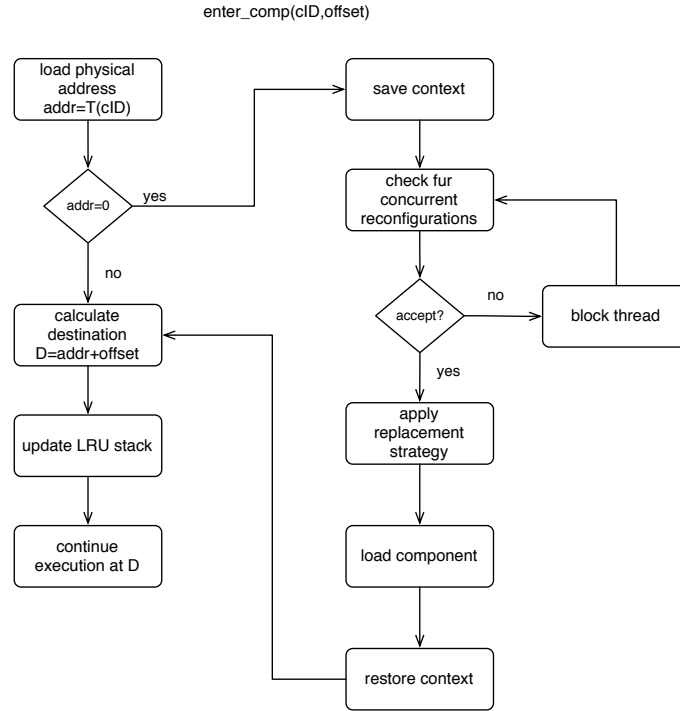 enter_comp(cID,offset)
load physical
address
addr=T(cID)
save context
addr=0
yes
check fur
concurrent
reconfigurations
no
calculate
destination
D=addr+offset
accept?
no
block thread
yes
update LRU stack
apply
replacement
strategy
continue
execution at D
load component
restore context